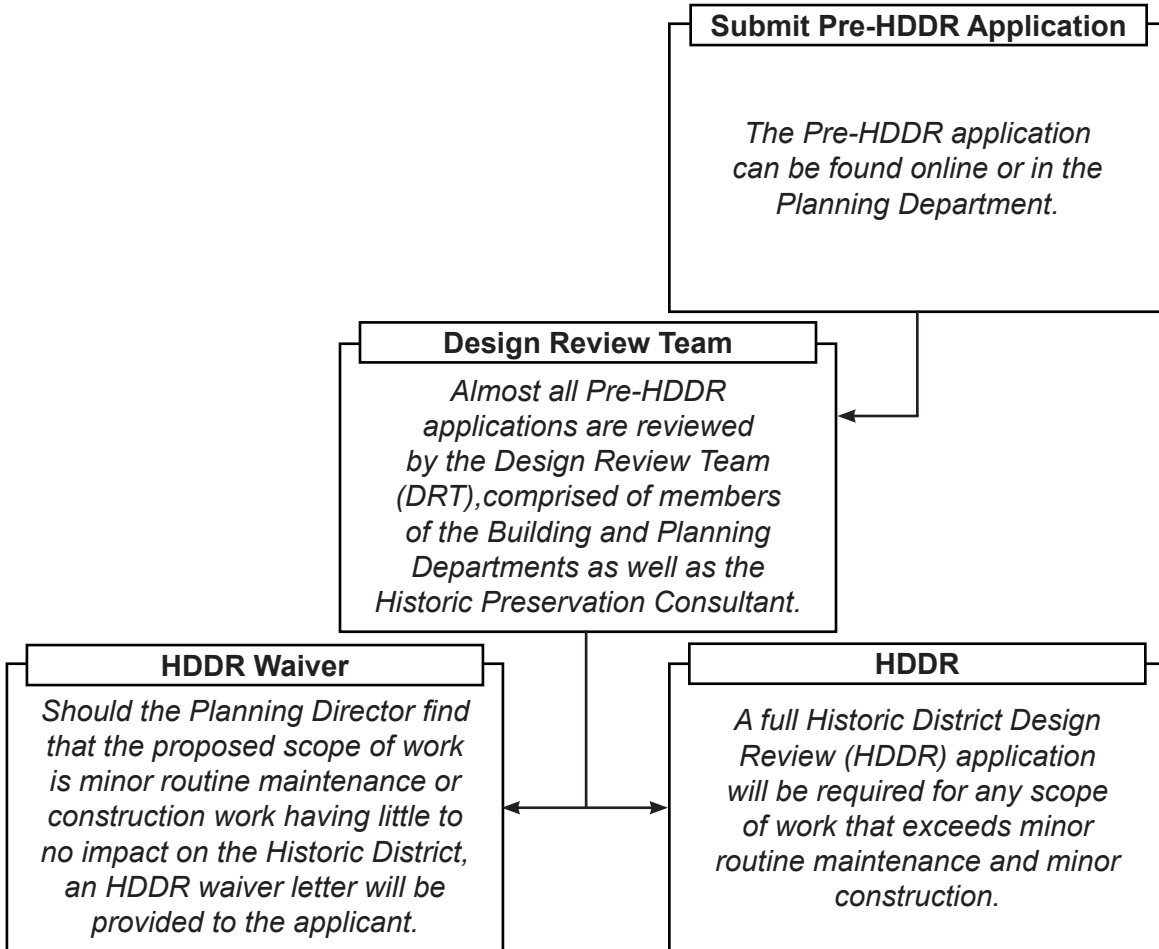 Submit Pre-HDDR Application
The Pre-HDDR application
can be found online or in the
Planning Department.
Design Review Team
Almost all Pre-HDDR
applications are reviewed
by the Design Review Team
(DRT),comprised of members
of the Building and Planning
Departments as well as the
Historic Preservation Consultant.
HDDR Waiver
Should the Planning Director find
that the proposed scope of work
is minor routine maintenance or
construction work having little to
no impact on the Historic District,
an HDDR waiver letter will be
provided to the applicant.
HDDR
A full Historic District Design
Review (HDDR) application
will be required for any scope
of work that exceeds minor
routine maintenance and minor
construction.